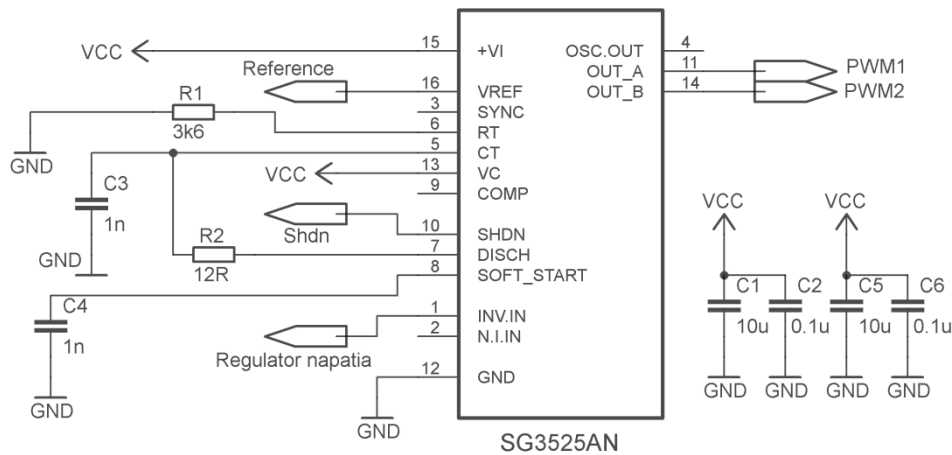 VCC
15
+VI
OSC.OUT
4
Reference
OUT_A
11
PWM1
16
VREF
OUT_B
14
PWM2
R1
3
SYNC
3k6
6
RT
GND
5
CT
VCC
13
VC
C3
9
COMP
1n
VCC
VCC
10
SHDN
GND
Shdn
R2
7
DISCH
12R
8
SOFT_START
C4
C1
C2
C5
C6
1n
1
INV.IN
10u
0.1u
10u
0.1u
2
N.I.IN
Regulator napatia
12
GND
GND
GND
GND
GND
GND
GND
SG3525AN